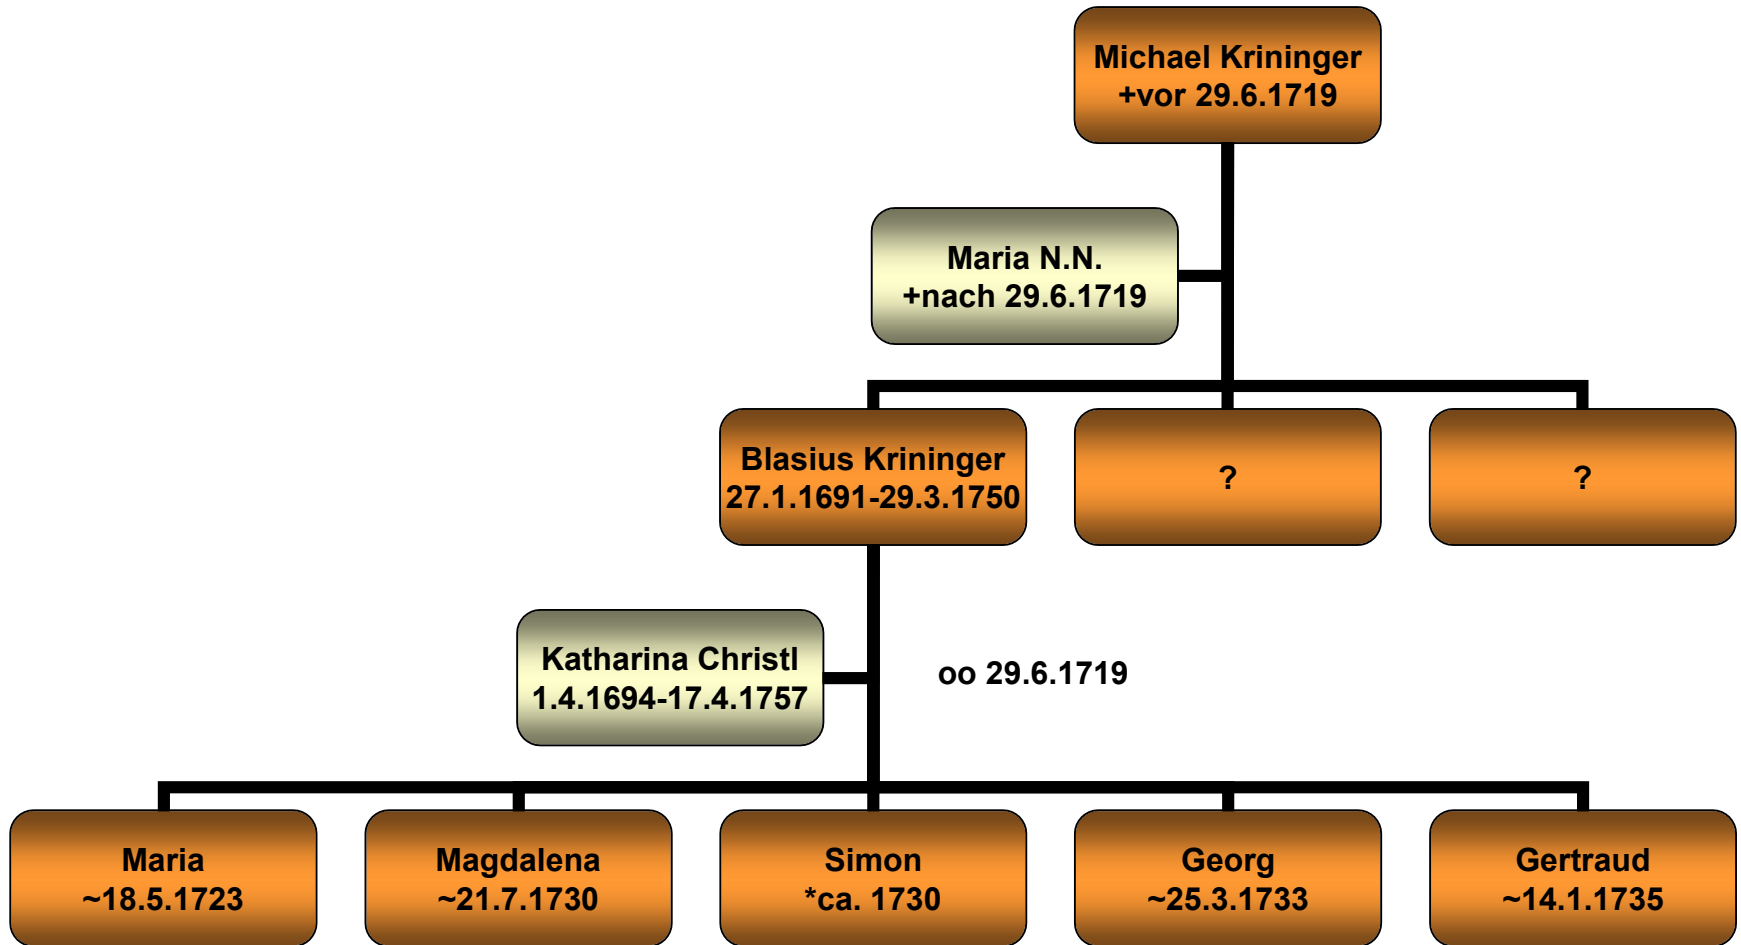 Michael Krininger
+vor 29.6.1719
Maria N.N.
+nach 29.6.1719
Blasius Krininger
27.1.1691-29.3.1750
?
?
Katharina Christl
1.4.1694-17.4.1757
oo 29.6.1719
Maria
~18.5.1723
Magdalena
~21.7.1730
Simon
*ca. 1730
Georg
~25.3.1733
Gertraud
~14.1.1735